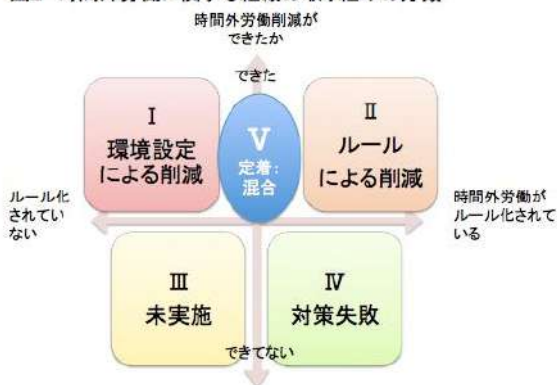 時間外労働削減が
できたか
できた
Ⅰ
環境設定
による削減
Ⅴ
定着:
混合
Ⅱ
ルール
による削減
ルール化
されてい
ない
時間外労働が
ルール化されて
いる
Ⅲ
未実施
Ⅳ
対策失敗
できてない